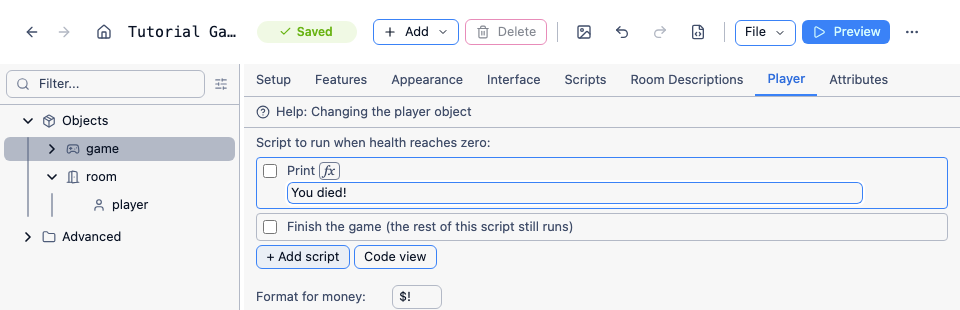 Tutorial Ga… Saved Add Delete File Preview
Filter...
Setup Features Appearance Interface Scripts Room Descriptions Player Attributes
Help: Changing the player object
Objects
game
room
player
Advanced
Script to run when health reaches zero:
Print fx
You died!
Finish the game (the rest of this script still runs)
+ Add script Code view
Format for money: $!